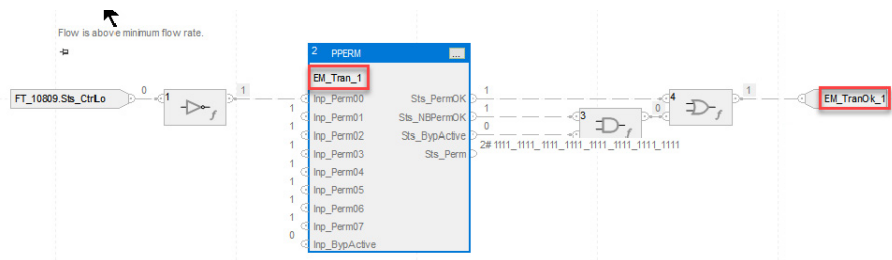 Flow is above minimum flow rate.
2 PPERM ...
EM_Tran_1
FT_10809.Sts_CtrlLo 0 1 1 Inp_Perm00 Sts_PermOK 1 4 1 EM_TranOk_1
1 Inp_Perm01 Sts_NBPermOK 1 3 0
1 Inp_Perm02 Sts_BypActive 0
1 Inp_Perm03 Sts_Perm 2#1111_1111_1111_1111_1111_1111_1111_1111
1 Inp_Perm04
1 Inp_Perm05
1 Inp_Perm06
1 Inp_Perm07
0 Inp_BypActive